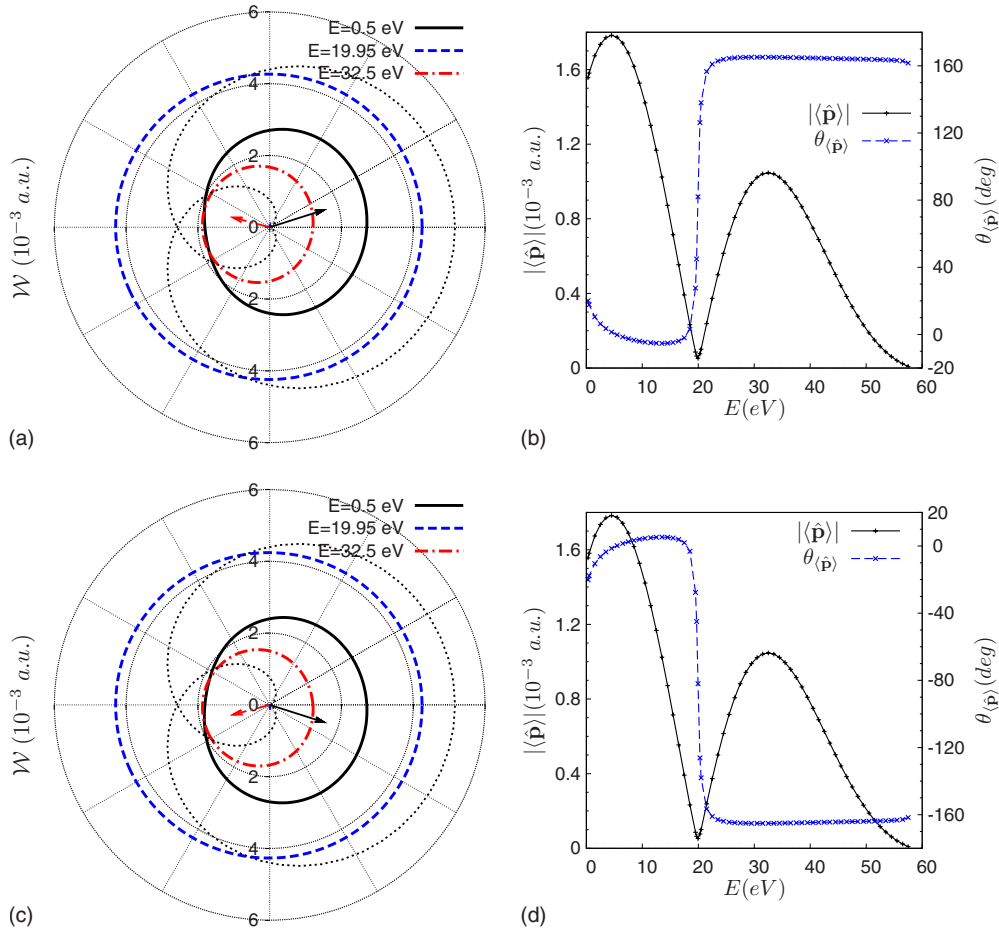 6
E=0.5 eV
E=19.95 eV
E=32.5 eV
4
2
0
2
4
6
𝒲 (10⁻³ a.u.)
(a)
1.6
1.2
0.8
0.4
0
|⟨p̂⟩|(10⁻³ a.u.)
|⟨p̂⟩|
θ⟨p̂⟩
160
120
80
40
0
-20
θ⟨p̂⟩(deg)
0 10 20 30 40 50 60
E(eV)
(b)
6
E=0.5 eV
E=19.95 eV
E=32.5 eV
4
2
0
2
4
6
𝒲 (10⁻³ a.u.)
(c)
1.6
1.2
0.8
0.4
0
|⟨p̂⟩|(10⁻³ a.u.)
|⟨p̂⟩|
θ⟨p̂⟩
20
0
-40
-80
-120
-160
θ⟨p̂⟩(deg)
0 10 20 30 40 50 60
E(eV)
(d)